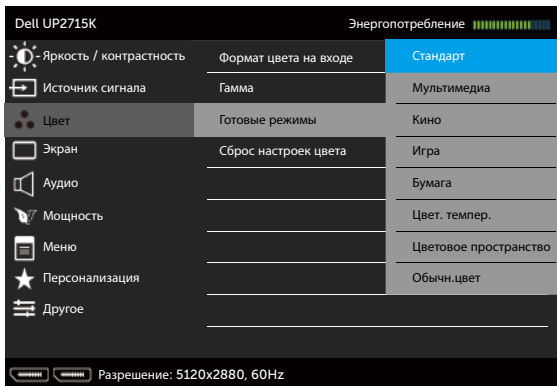 Dell UP2715K
Энергопотребление
Яркость / контрастность
Формат цвета на входе
Стандарт
Источник сигнала
Гамма
Мультимедиа
Цвет
Готовые режимы
Кино
Экран
Сброс настроек цвета
Игра
Аудио
Бумага
Мощность
Цвет. темпер.
Меню
Цветовое пространство
Персонализация
Обычн.цвет
Другое
Разрешение: 5120x2880, 60Hz